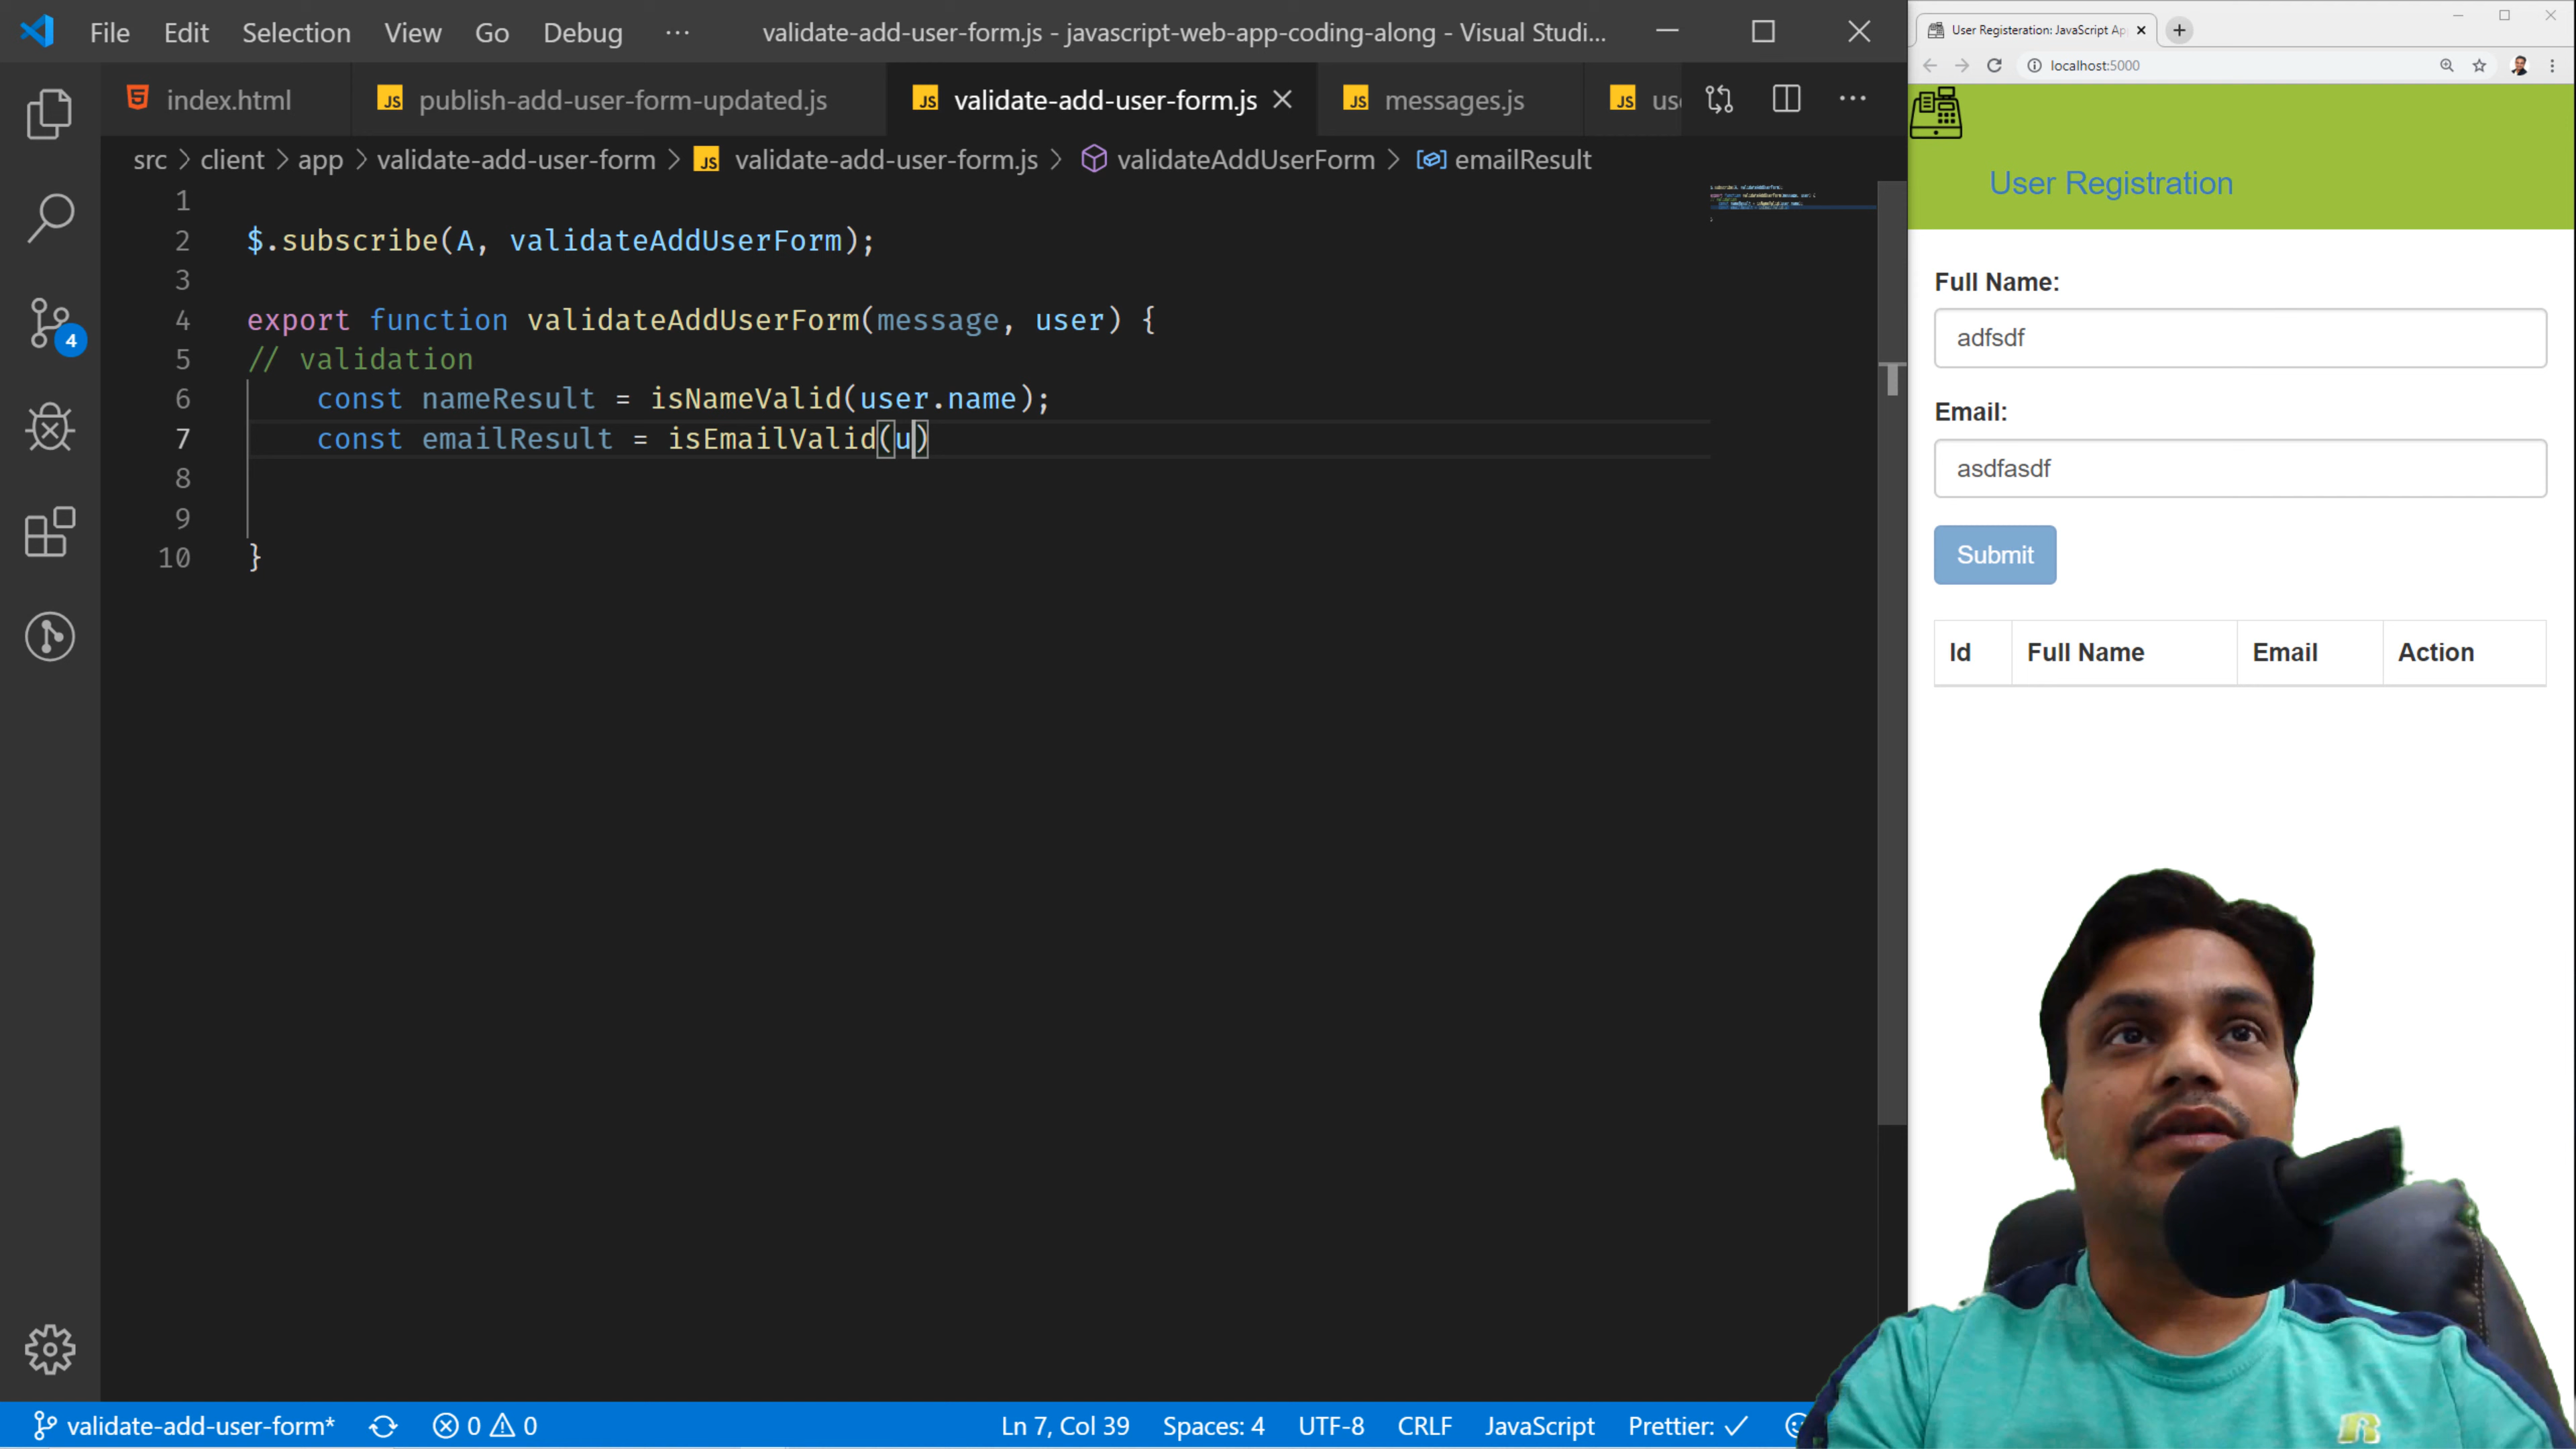 File Edit Selection View Go Debug ··· validate-add-user-form.js - javascript-web-app-coding-along - Visual Studi...
index.html publish-add-user-form-updated.js validate-add-user-form.js messages.js
src > client > app > validate-add-user-form > JS validate-add-user-form.js > validateAddUserForm > emailResult
1
2 $.subscribe(A, validateAddUserForm);
3
4 export function validateAddUserForm(message, user) {
5 // validation
6 const nameResult = isNameValid(user.name);
7 const emailResult = isEmailValid(u)
8
9
10 }
4
validate-add-user-form* 0 0 Ln 7, Col 39 Spaces: 4 UTF-8 CRLF JavaScript Prettier: ✓
User Registeration: JavaScript Ap
localhost:5000
User Registration
Full Name:
adfsdf
Email:
asdfasdf
Submit
Id Full Name Email Action